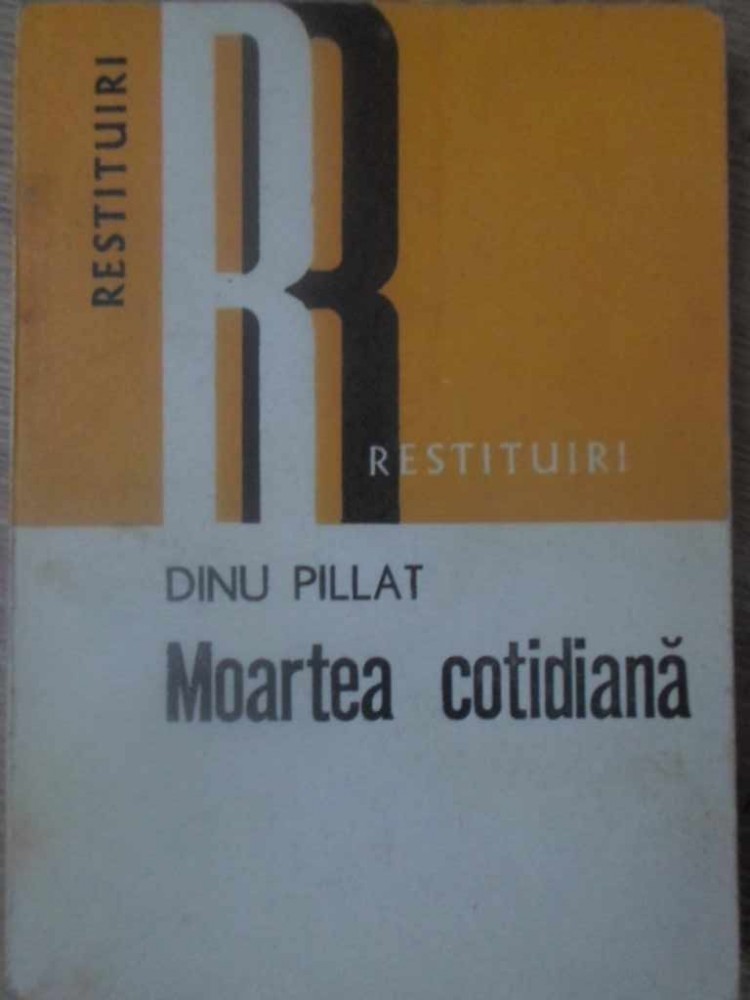 RESTITUIRI
R R
RESTITUIRI
DINU PILLAT
Moartea cotidiană